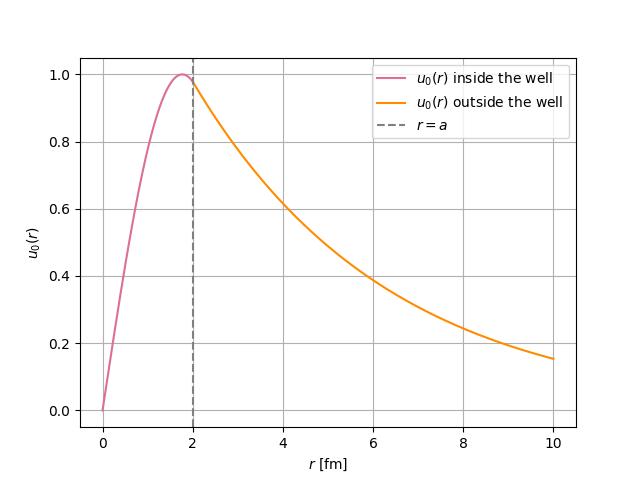 1.0
0.8
0.6
0.4
0.2
0.0
u₀(r)
u₀(r) inside the well
u₀(r) outside the well
r = a
0 2 4 6 8 10
r [fm]